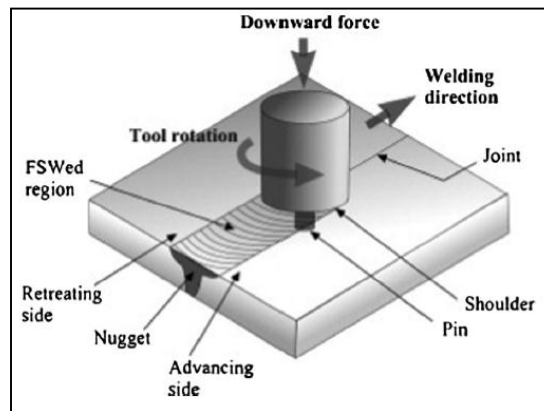 Downward force
Welding
direction
Tool rotation
Joint
FSWed
region
Retreating
side
Nugget
Advancing
side
Shoulder
Pin